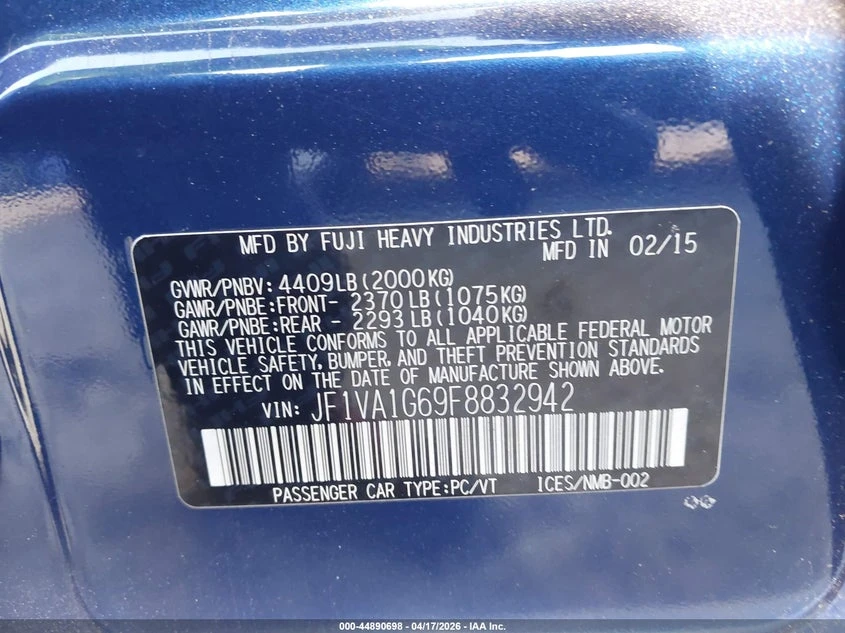 MFD BY FUJI HEAVY INDUSTRIES LTD.
MFD IN 02/15
GVWR/PNBV: 4409LB(2000KG)
GAWR/PNBE:FRONT- 2370LB(1075KG)
GAWR/PNBE:REAR - 2293LB(1040KG)
THIS VEHICLE CONFORMS TO ALL APPLICABLE FEDERAL MOTOR
VEHICLE SAFETY, BUMPER, AND THEFT PREVENTION STANDARDS
IN EFFECT ON THE DATE OF MANUFACTURE SHOWN ABOVE.
VIN: JF1VA1G69F8832942
PASSENGER CAR TYPE:PC/VT ICES/NMB-002
000-44890698 - 04/17/2026 - IAA Inc.